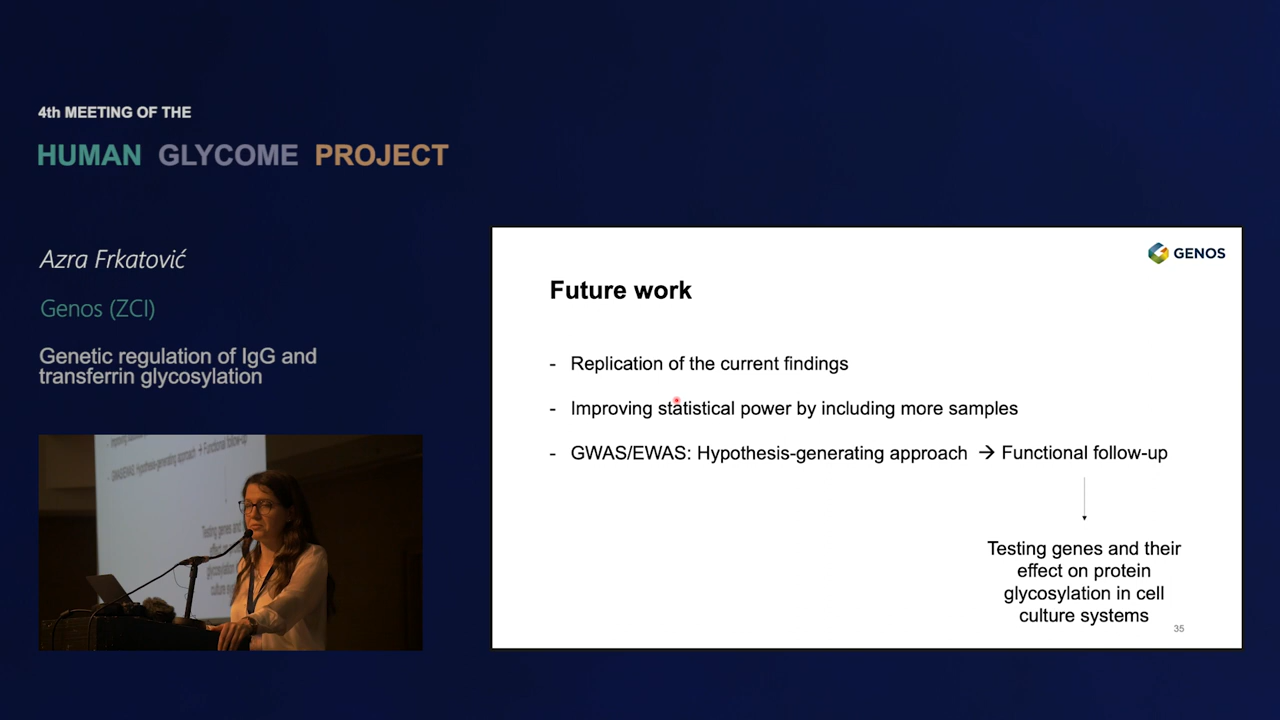 4th MEETING OF THE
HUMAN GLYCOME PROJECT
Azra Frkatović
Genos (ZCI)
Genetic regulation of IgG and
transferrin glycosylation
GENOS
Future work
- Replication of the current findings
- Improving statistical power by including more samples
- GWAS/EWAS: Hypothesis-generating approach → Functional follow-up
Testing genes and their
effect on protein
glycosylation in cell
culture systems
35